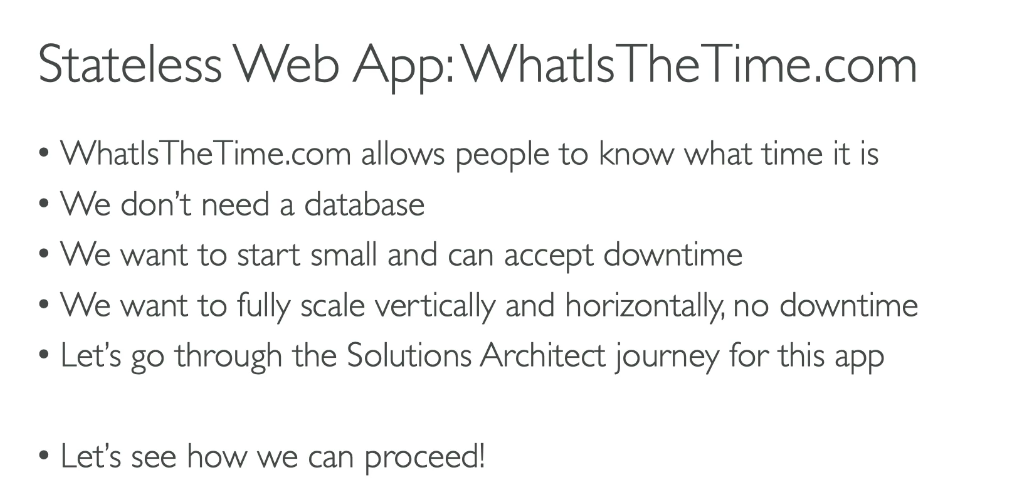 Stateless Web App: WhatIsTheTime.com
• WhatIsTheTime.com allows people to know what time it is
• We don't need a database
• We want to start small and can accept downtime
• We want to fully scale vertically and horizontally, no downtime
• Let's go through the Solutions Architect journey for this app
• Let's see how we can proceed!